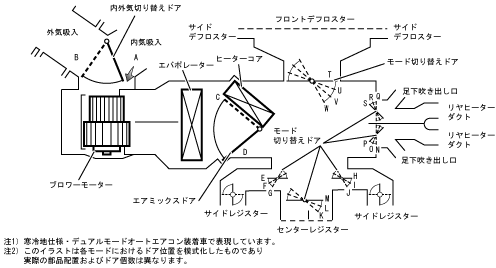 フロントデフロスター
サイド
デフロスター
サイド
デフロスター
内外気切り替えドア
外気吸入
内気吸入
B
A
エバポレーター
ヒーターコア
モード切り替えドア
T
U
V
W
C
D
R
Q
S
P
O
N
足下吹き出し口
リヤヒーター
ダクト
リヤヒーター
ダクト
足下吹き出し口
モード
切り替えドア
ブロワーモーター
エアミックスドア
E
F
G
H
I
J
M
L
K
サイドレジスター
センターレジスター
サイドレジスター
注1) 寒冷地仕様・デュアルモードオートエアコン装着車で表現しています。
注2) このイラストは各モードにおけるドア位置を模式化したものであり
実際の部品配置およびドア個数は異なります。